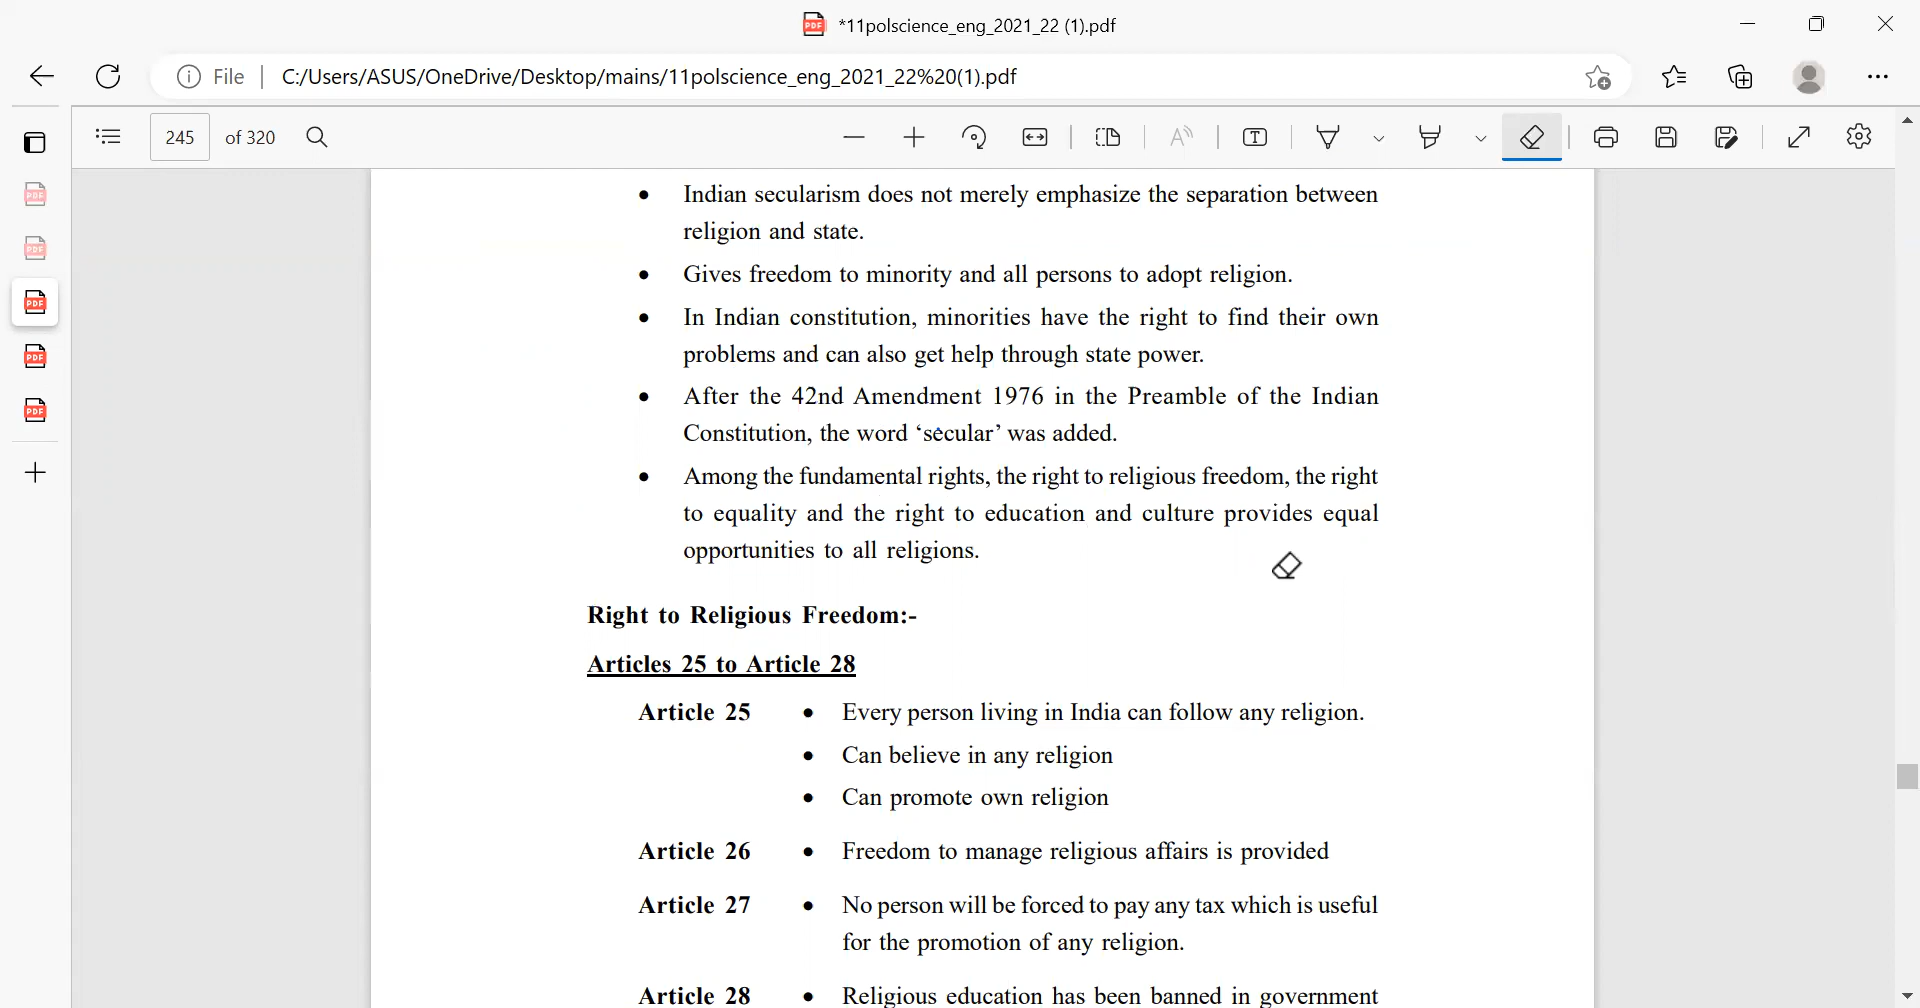 *11polscience_eng_2021_22 (1).pdf
File
C:/Users/ASUS/OneDrive/Desktop/mains/11polscience_eng_2021_22%20(1).pdf
245 of 320
• Indian secularism does not merely emphasize the separation between
religion and state.
• Gives freedom to minority and all persons to adopt religion.
• In Indian constitution, minorities have the right to find their own
problems and can also get help through state power.
• After the 42nd Amendment 1976 in the Preamble of the Indian
Constitution, the word ‘secular’ was added.
• Among the fundamental rights, the right to religious freedom, the right
to equality and the right to education and culture provides equal
opportunities to all religions.
Right to Religious Freedom:-
Articles 25 to Article 28
Article 25 • Every person living in India can follow any religion.
• Can believe in any religion
• Can promote own religion
Article 26 • Freedom to manage religious affairs is provided
Article 27 • No person will be forced to pay any tax which is useful
for the promotion of any religion.
Article 28 • Religious education has been banned in government